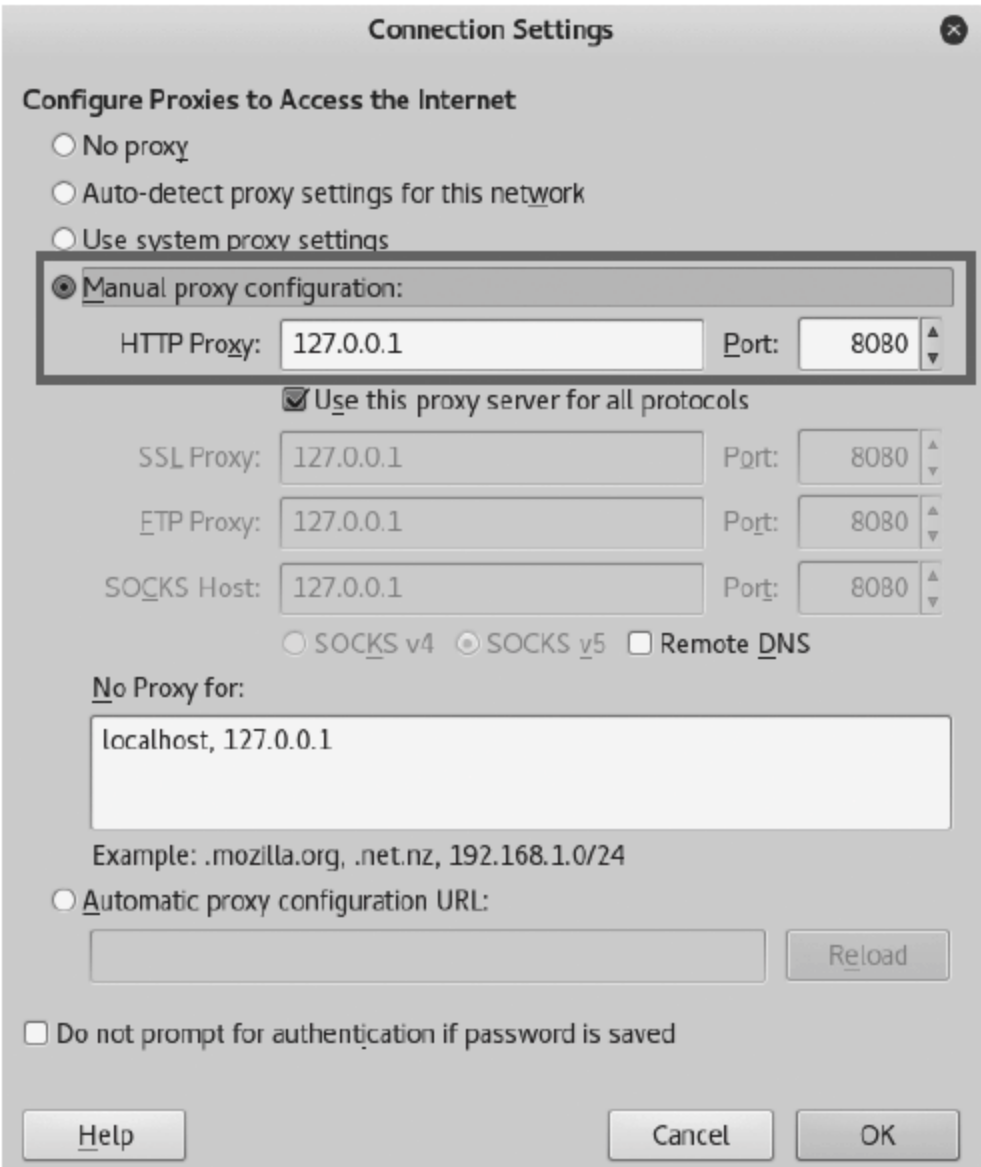 Connection Settings
Configure Proxies to Access the Internet
No proxy
Auto-detect proxy settings for this network
Use system proxy settings
Manual proxy configuration:
HTTP Proxy: 127.0.0.1 Port: 8080
Use this proxy server for all protocols
SSL Proxy: 127.0.0.1 Port: 8080
FTP Proxy: 127.0.0.1 Port: 8080
SOCKS Host: 127.0.0.1 Port: 8080
SOCKS v4 SOCKS v5 Remote DNS
No Proxy for:
localhost, 127.0.0.1
Example: .mozilla.org, .net.nz, 192.168.1.0/24
Automatic proxy configuration URL:
Reload
Do not prompt for authentication if password is saved
Help Cancel OK